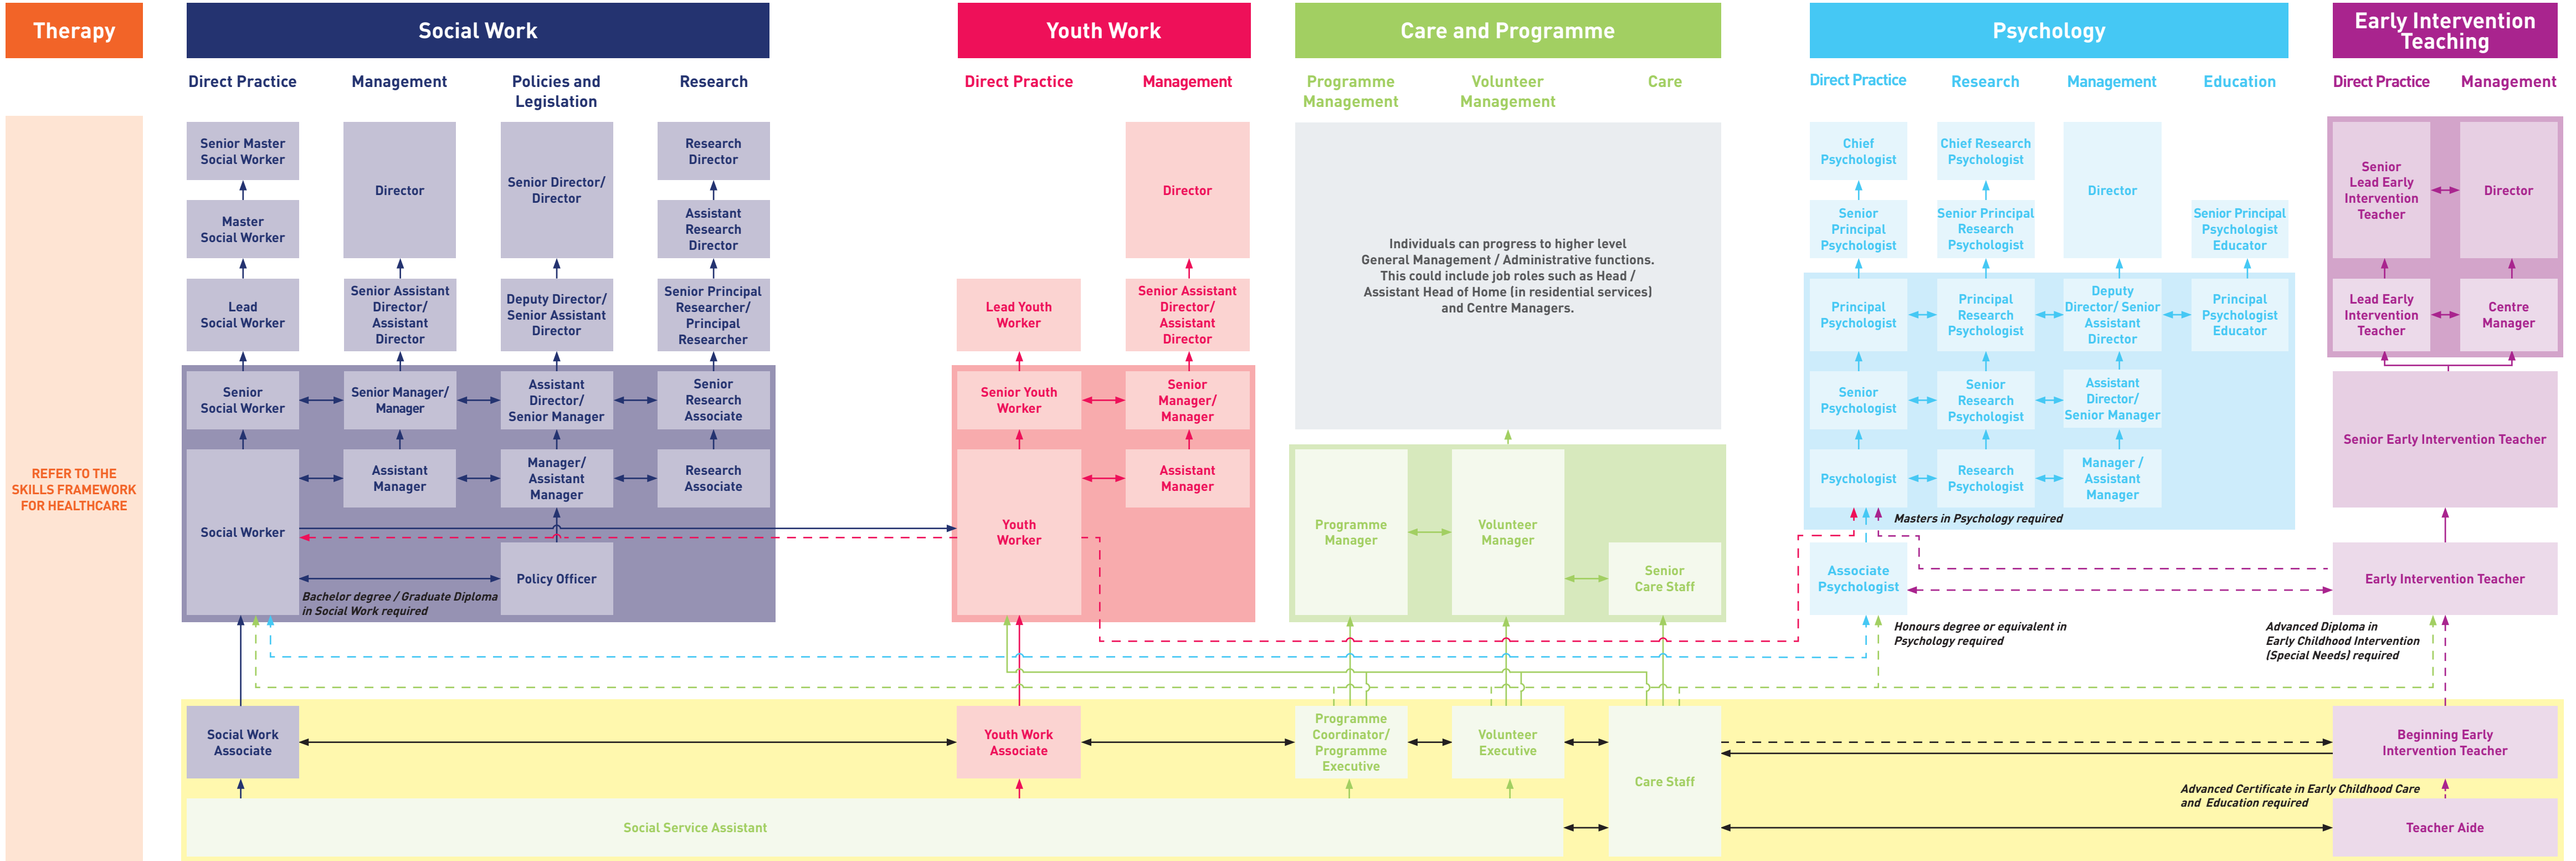 Therapy
REFER TO THE
SKILLS FRAMEWORK
FOR HEALTHCARE
Social Work
Direct Practice
Management
Policies and
Legislation
Research
Senior Master
Social Worker
Director
Senior Director/
Director
Research
Director
Master
Social Worker
Assistant
Research
Director
Lead
Social Worker
Senior Assistant
Director/
Assistant
Director
Deputy Director/
Senior Assistant
Director
Senior Principal
Researcher/
Principal
Researcher
Senior
Social Worker
Senior Manager/
Manager
Assistant
Director/
Senior Manager
Senior
Research
Associate
Social Worker
Assistant
Manager
Manager/
Assistant
Manager
Research
Associate
Policy Officer
Bachelor degree / Graduate Diploma
in Social Work required
Social Work
Associate
Social Service Assistant
Youth Work
Direct Practice
Management
Director
Lead Youth
Worker
Senior Assistant
Director/
Assistant
Director
Senior Youth
Worker
Senior
Manager/
Manager
Youth
Worker
Assistant
Manager
Youth Work
Associate
Care and Programme
Programme
Management
Volunteer
Management
Care
Individuals can progress to higher level
General Management / Administrative functions.
This could include job roles such as Head /
Assistant Head of Home (in residential services)
and Centre Managers.
Programme
Manager
Volunteer
Manager
Senior
Care Staff
Programme
Coordinator/
Programme
Executive
Volunteer
Executive
Care Staff
Psychology
Direct Practice
Research
Management
Education
Chief
Psychologist
Chief Research
Psychologist
Director
Senior
Principal
Psychologist
Senior Principal
Research
Psychologist
Senior Principal
Psychologist
Educator
Principal
Psychologist
Principal
Research
Psychologist
Deputy
Director/ Senior
Assistant
Director
Principal
Psychologist
Educator
Senior
Psychologist
Senior
Research
Psychologist
Assistant
Director/
Senior Manager
Psychologist
Research
Psychologist
Manager /
Assistant
Manager
Masters in Psychology required
Associate
Psychologist
Honours degree or equivalent in
Psychology required
Early Intervention
Teaching
Direct Practice
Management
Senior
Lead Early
Intervention
Teacher
Director
Lead Early
Intervention
Teacher
Centre
Manager
Senior Early Intervention Teacher
Early Intervention Teacher
Advanced Diploma in
Early Childhood Intervention
(Special Needs) required
Beginning Early
Intervention Teacher
Advanced Certificate in Early Childhood Care
and Education required
Teacher Aide